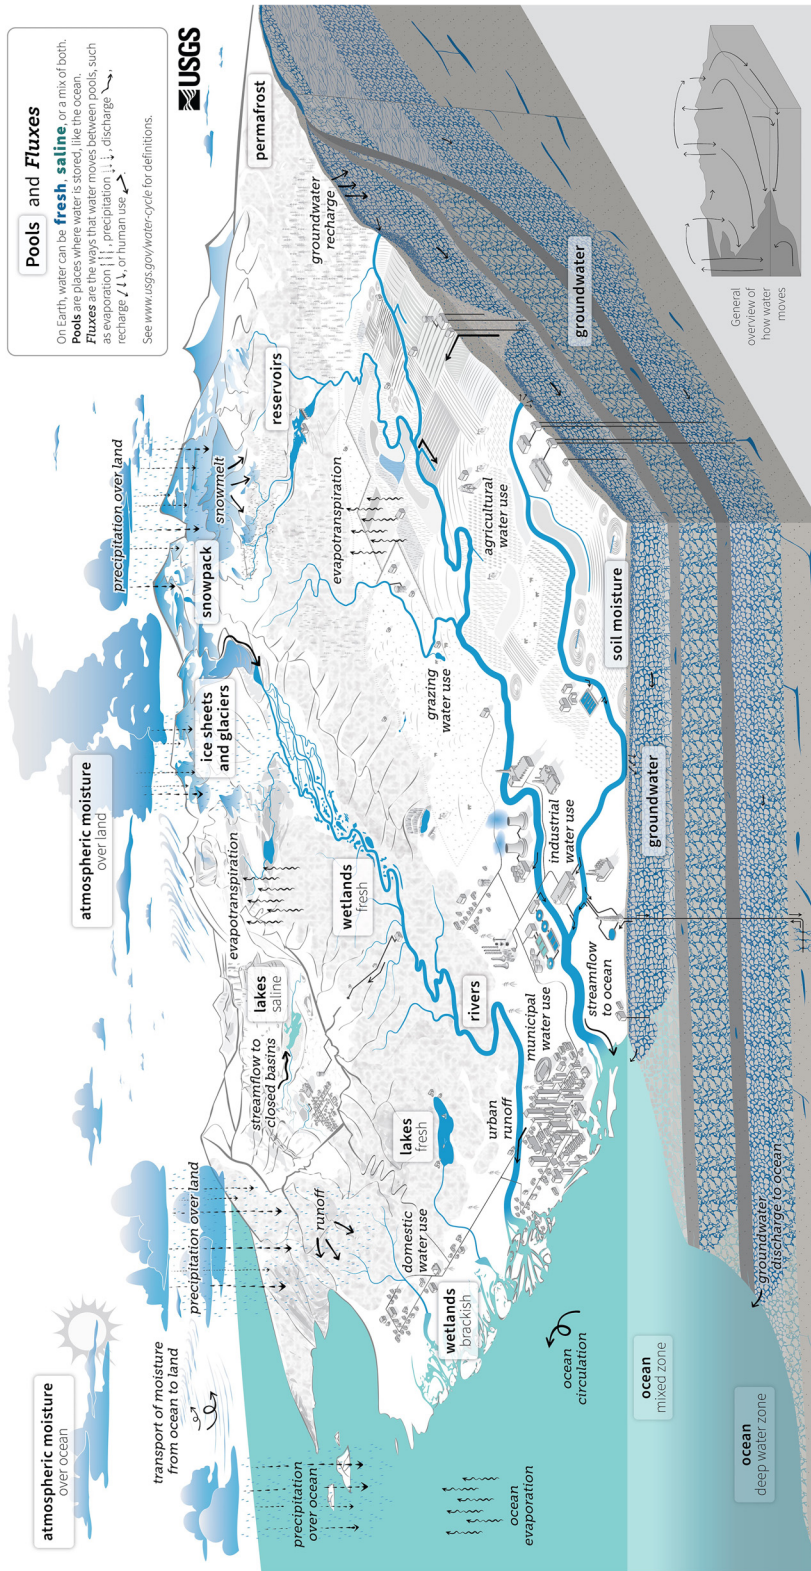 Pools and Fluxes
On Earth, water can be fresh, saline, or a mix of both.
Pools are places where water is stored, like the ocean.
Fluxes are the ways that water moves between pools, such
as evaporation, precipitation, discharge,
recharge, or human use.
See www.usgs.gov/water-cycle for definitions.
USGS
atmospheric moisture
over ocean
transport of moisture
from ocean to land
precipitation
over ocean
ocean
evaporation
ocean
circulation
ocean
mixed zone
ocean
deep water zone
precipitation over land
runoff
domestic
water use
wetlands
brackish
streamflow to
closed basins
lakes
saline
lakes
fresh
urban
runoff
municipal
water use
streamflow
to ocean
groundwater
discharge to ocean
atmospheric moisture
over land
evapotranspiration
ice sheets
and glaciers
wetlands
fresh
rivers
industrial
water use
groundwater
precipitation over land
snowpack
snowmelt
reservoirs
evapotranspiration
grazing
water use
agricultural
water use
soil moisture
permafrost
groundwater
recharge
groundwater
General
overview of
how water
moves